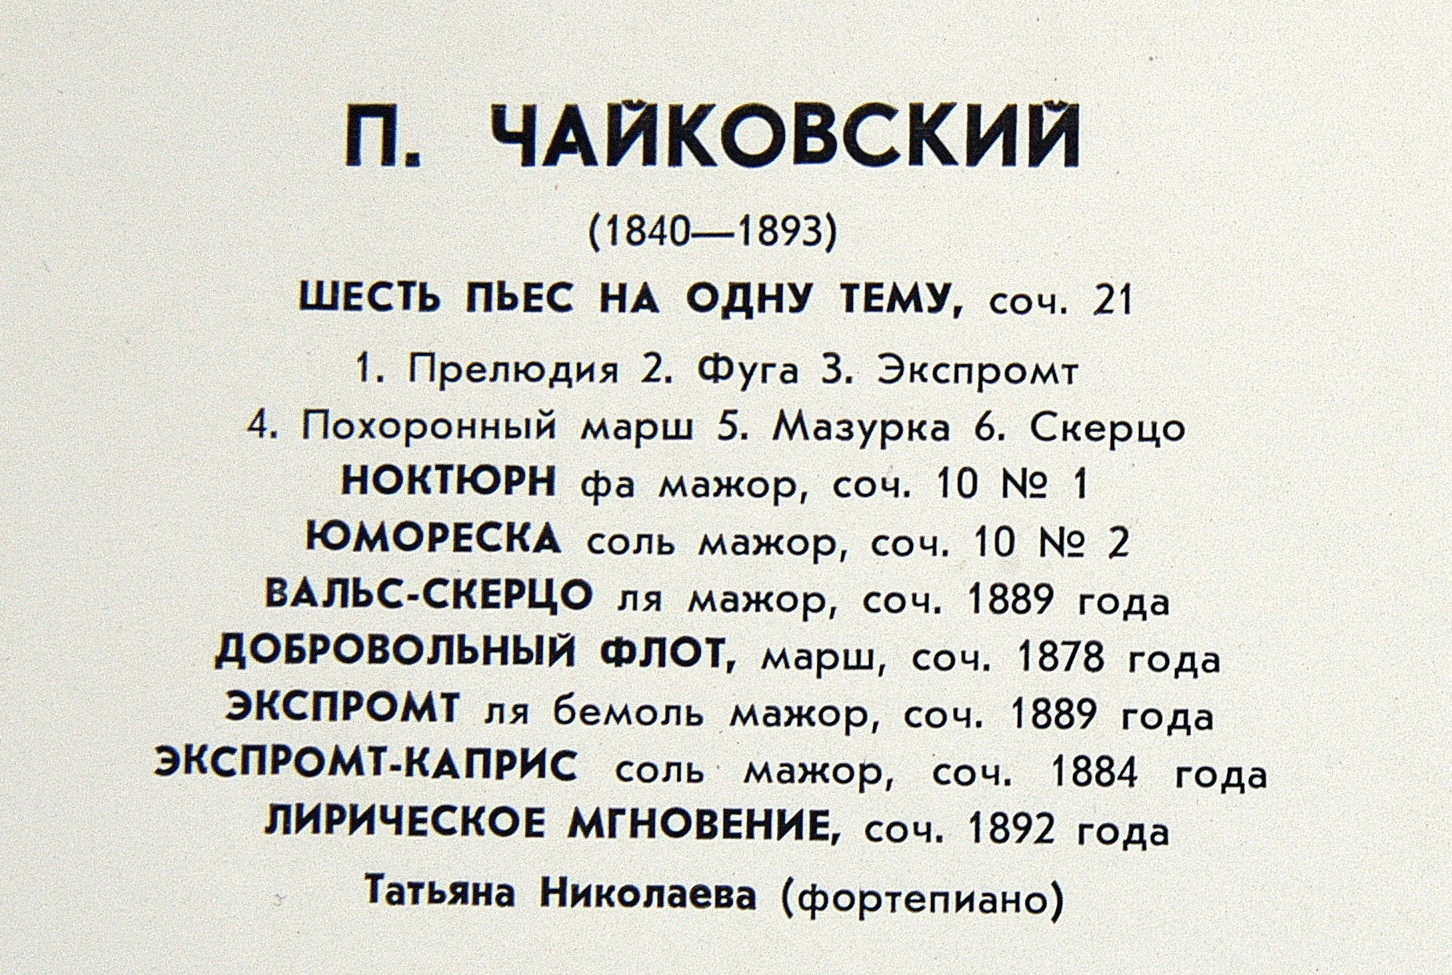 П. ЧАЙКОВСКИЙ
(1840—1893)
ШЕСТЬ ПЬЕС НА ОДНУ ТЕМУ, соч. 21
1. Прелюдия 2. Фуга 3. Экспромт
4. Похоронный марш 5. Мазурка 6. Скерцо
НОКТЮРН фа мажор, соч. 10 № 1
ЮМОРЕСКА соль мажор, соч. 10 № 2
ВАЛЬС-СКЕРЦО ля мажор, соч. 1889 года
ДОБРОВОЛЬНЫЙ ФЛОТ, марш, соч. 1878 года
ЭКСПРОМТ ля бемоль мажор, соч. 1889 года
ЭКСПРОМТ-КАПРИС соль мажор, соч. 1884 года
ЛИРИЧЕСКОЕ МГНОВЕНИЕ, соч. 1892 года
Татьяна Николаева (фортепиано)